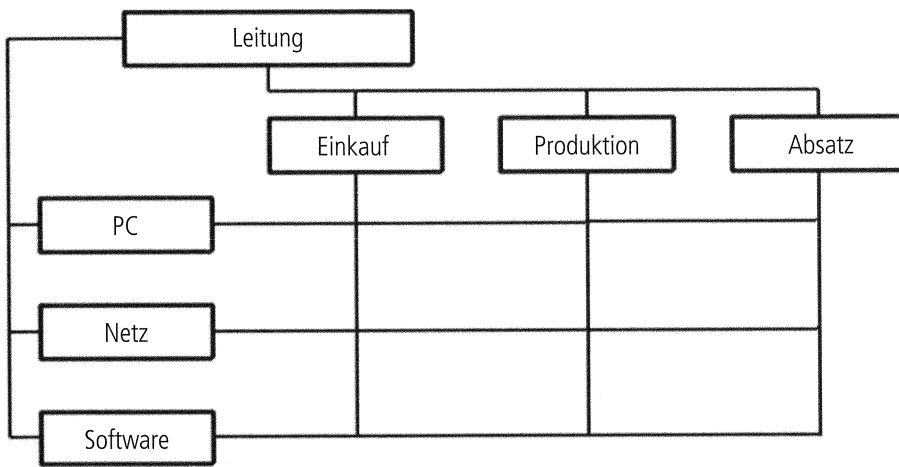 Leitung
Einkauf
Produktion
Absatz
PC
Netz
Software